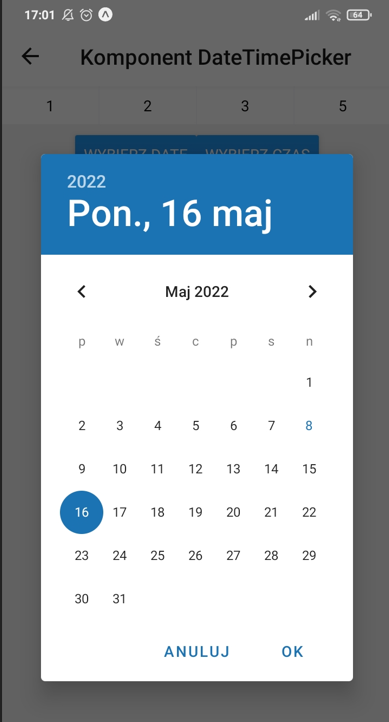 17:01 64
Komponent DateTimePicker
1 2 3 5
WYBIERZ DATĘ WYBIERZ CZAS
2022
Pon., 16 maj
Maj 2022
p w ś c p s n
1
2 3 4 5 6 7 8
9 10 11 12 13 14 15
16 17 18 19 20 21 22
23 24 25 26 27 28 29
30 31
ANULUJ OK